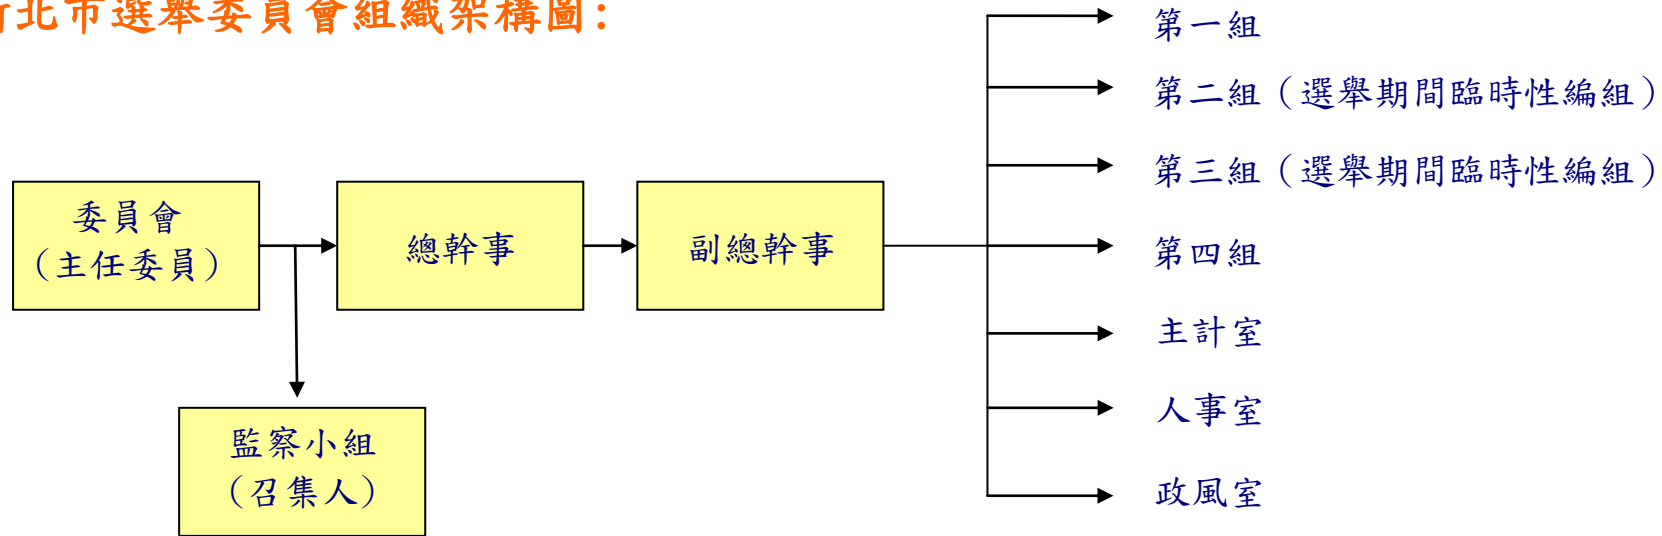 新北市選舉委員會組織架構圖:
委員會
(主任委員)
總幹事
副總幹事
監察小組
(召集人)
第一組
第二組(選舉期間臨時性編組)
第三組(選舉期間臨時性編組)
第四組
主計室
人事室
政風室